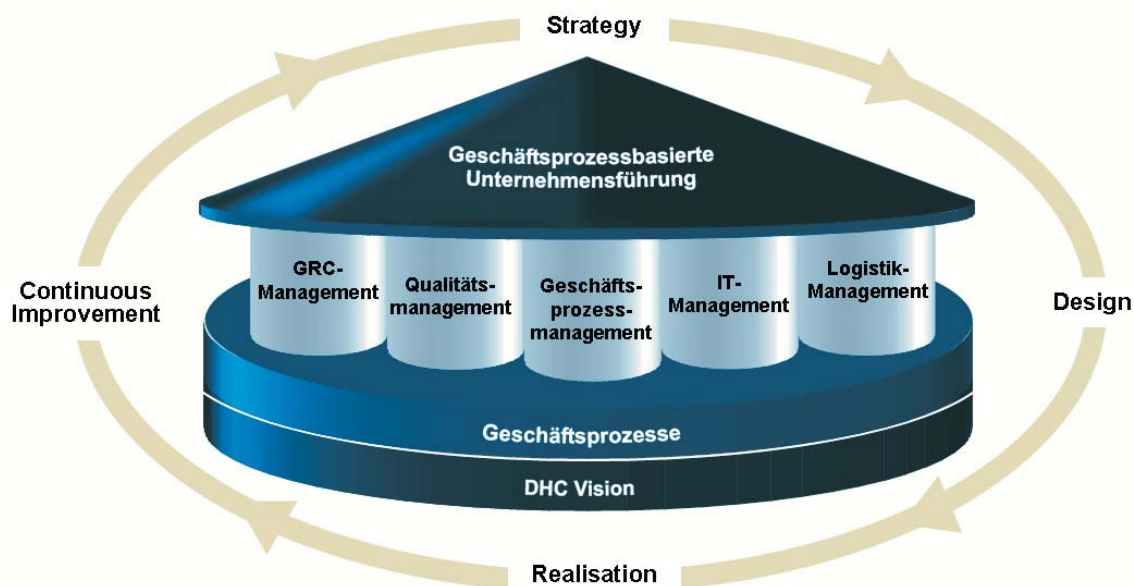 Strategy
Geschäftsprozessbasierte
Unternehmensführung
GRC-
Management
Qualitäts-
management
Geschäfts-
prozess-
management
IT-
Management
Logistik-
Management
Continuous
Improvement
Design
Geschäftsprozesse
DHC Vision
Realisation